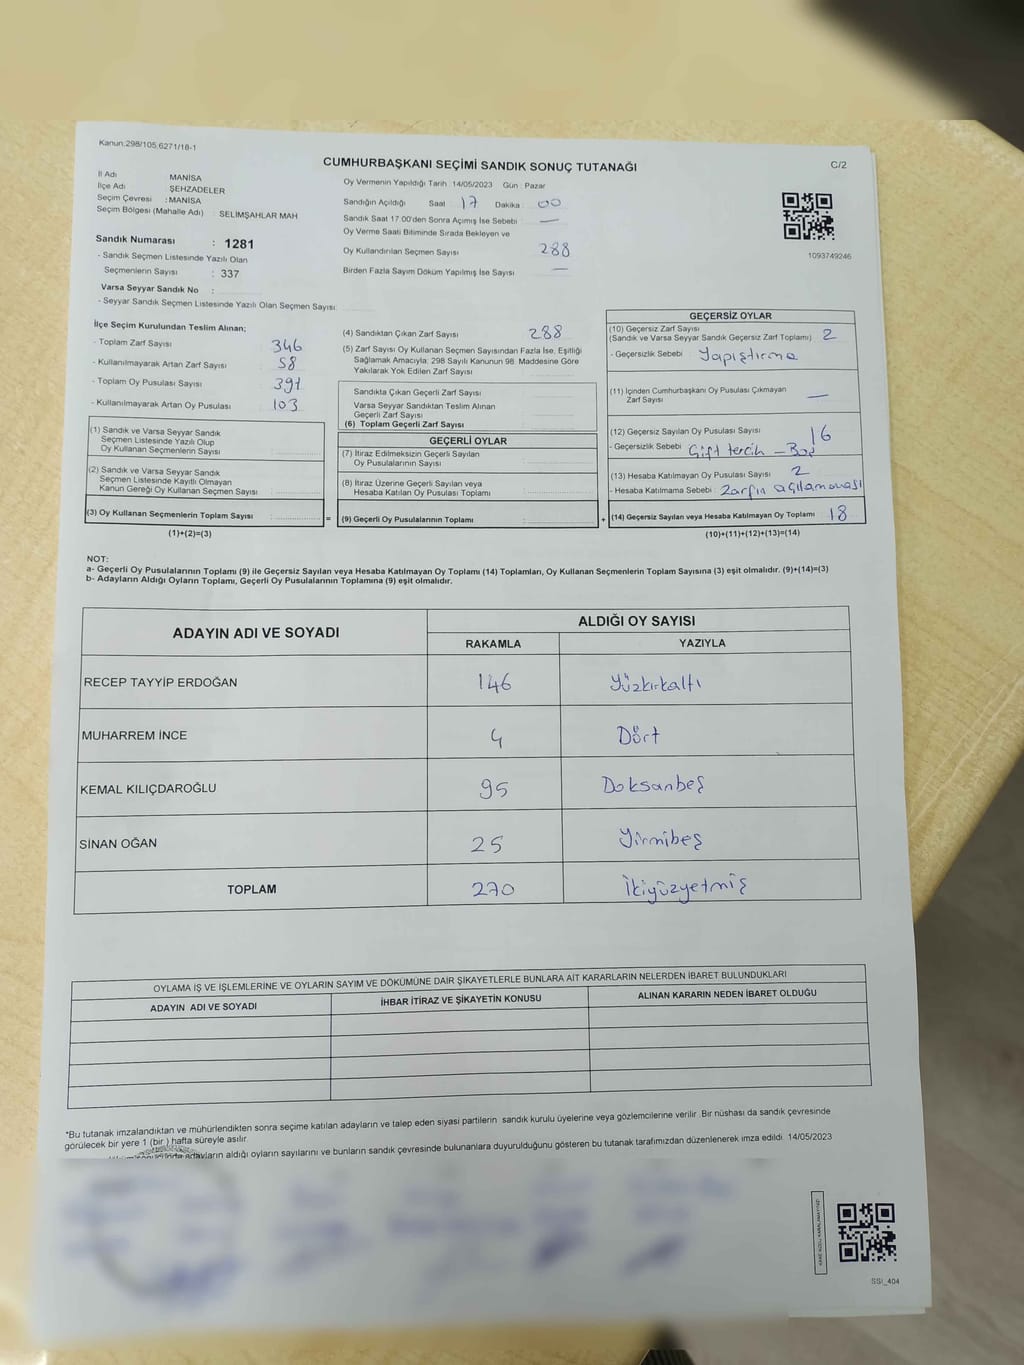 Kanun.298/105,6271/18-1
CUMHURBAŞKANI SEÇİMİ SANDIK SONUÇ TUTANAĞI
C/2
İl Adı MANİSA
İlçe Adı ŞEHZADELER
Seçim Çevresi : MANİSA
Seçim Bölgesi (Mahalle Adı) : SELİMŞAHLAR MAH
Sandık Numarası : 1281
- Sandık Seçmen Listesinde Yazılı Olan
Seçmenlerin Sayısı : 337
Varsa Seyyar Sandık No :
- Seyyar Sandık Seçmen Listesinde Yazılı Olan Seçmen Sayısı:
Oy Vermenin Yapıldığı Tarih 14/05/2023 Gün : Pazar
Sandığın Açıldığı Saat 17 Dakika 00
Sandık Saat 17.00'den Sonra Açımış İse Sebebi : —
Oy Verme Saati Bitiminde Sırada Bekleyen ve
Oy Kullandırılan Seçmen Sayısı 288
Birden Fazla Sayım Döküm Yapılmış İse Sayısı —
1093749246
İlçe Seçim Kurulundan Teslim Alınan;
- Toplam Zarf Sayısı 346
- Kullanılmayarak Artan Zarf Sayısı 58
- Toplam Oy Pusulası Sayısı 391
- Kullanılmayarak Artan Oy Pusulası 103
(1) Sandık ve Varsa Seyyar Sandık
Seçmen Listesinde Yazılı Olup
Oy Kullanan Seçmenlerin Sayısı :
(2) Sandık ve Varsa Seyyar Sandık
Seçmen Listesinde Kayıtlı Olmayan
Kanun Gereği Oy Kullanan Seçmen Sayısı :
(3) Oy Kullanan Seçmenlerin Toplam Sayısı : =
(1)+(2)=(3)
(4) Sandıktan Çıkan Zarf Sayısı 288
(5) Zarf Sayısı Oy Kullanan Seçmen Sayısından Fazla İse, Eşitliği
Sağlamak Amacıyla; 298 Sayılı Kanunun 98. Maddesine Göre
Yakılarak Yok Edilen Zarf Sayısı
Sandıkta Çıkan Geçerli Zarf Sayısı
Varsa Seyyar Sandıktan Teslim Alınan
Geçerli Zarf Sayısı
(6) Toplam Geçerli Zarf Sayısı :
GEÇERLİ OYLAR
(7) İtiraz Edilmeksizin Geçerli Sayılan
Oy Pusulalarının Sayısı
(8) İtiraz Üzerine Geçerli Sayılan veya
Hesaba Katılan Oy Pusulası Toplamı
(9) Geçerli Oy Pusulalarının Toplamı : +
GEÇERSİZ OYLAR
(10) Geçersiz Zarf Sayısı
(Sandık ve Varsa Seyyar Sandık Geçersiz Zarf Toplamı) 2
- Geçersizlik Sebebi : Yapıştırma
(11) İçinden Cumhurbaşkanı Oy Pusulası Çıkmayan
Zarf Sayısı —
(12) Geçersiz Sayılan Oy Pusulası Sayısı 16
- Geçersizlik Sebebi Çift tercih - Boş
(13) Hesaba Katılmayan Oy Pusulası Sayısı 2
- Hesaba Katılmama Sebebi : Zarfın açılamaması
(14) Geçersiz Sayılan veya Hesaba Katılmayan Oy Toplamı 18
(10)+(11)+(12)+(13)=(14)
NOT:
a- Geçerli Oy Pusulalarının Toplamı (9) ile Geçersiz Sayılan veya Hesaba Katılmayan Oy Toplamı (14) Toplamları, Oy Kullanan Seçmenlerin Toplam Sayısına (3) eşit olmalıdır. (9)+(14)=(3)
b- Adayların Aldığı Oyların Toplamı, Geçerli Oy Pusulalarının Toplamına (9) eşit olmalıdır.
ADAYIN ADI VE SOYADI
ALDIĞI OY SAYISI
RAKAMLA YAZIYLA
RECEP TAYYİP ERDOĞAN 146 Yüzkırkaltı
MUHARREM İNCE 4 Dört
KEMAL KILIÇDAROĞLU 95 Doksanbeş
SİNAN OĞAN 25 Yirmibeş
TOPLAM 270 İkiyüzyetmiş
OYLAMA İŞ VE İŞLEMLERİNE VE OYLARIN SAYIM VE DÖKÜMÜNE DAİR ŞİKAYETLERLE BUNLARA AİT KARARLARIN NELERDEN İBARET BULUNDUKLARI
ADAYIN ADI VE SOYADI İHBAR İTİRAZ VE ŞİKAYETİN KONUSU ALINAN KARARIN NEDEN İBARET OLDUĞU
*Bu tutanak imzalandıktan ve mühürlendikten sonra seçime katılan adayların ve talep eden siyasi partilerin sandık kurulu üyelerine veya gözlemcilerine verilir. Bir nüshası da sandık çevresinde
görülecek bir yere 1 (bir ) hafta süreyle asılır.
adayların aldığı oyların sayılarını ve bunların sandık çevresinde bulunanlara duyurulduğunu gösteren bu tutanak tarafımızdan düzenlenerek imza edildi. 14/05/2023
SSI_404